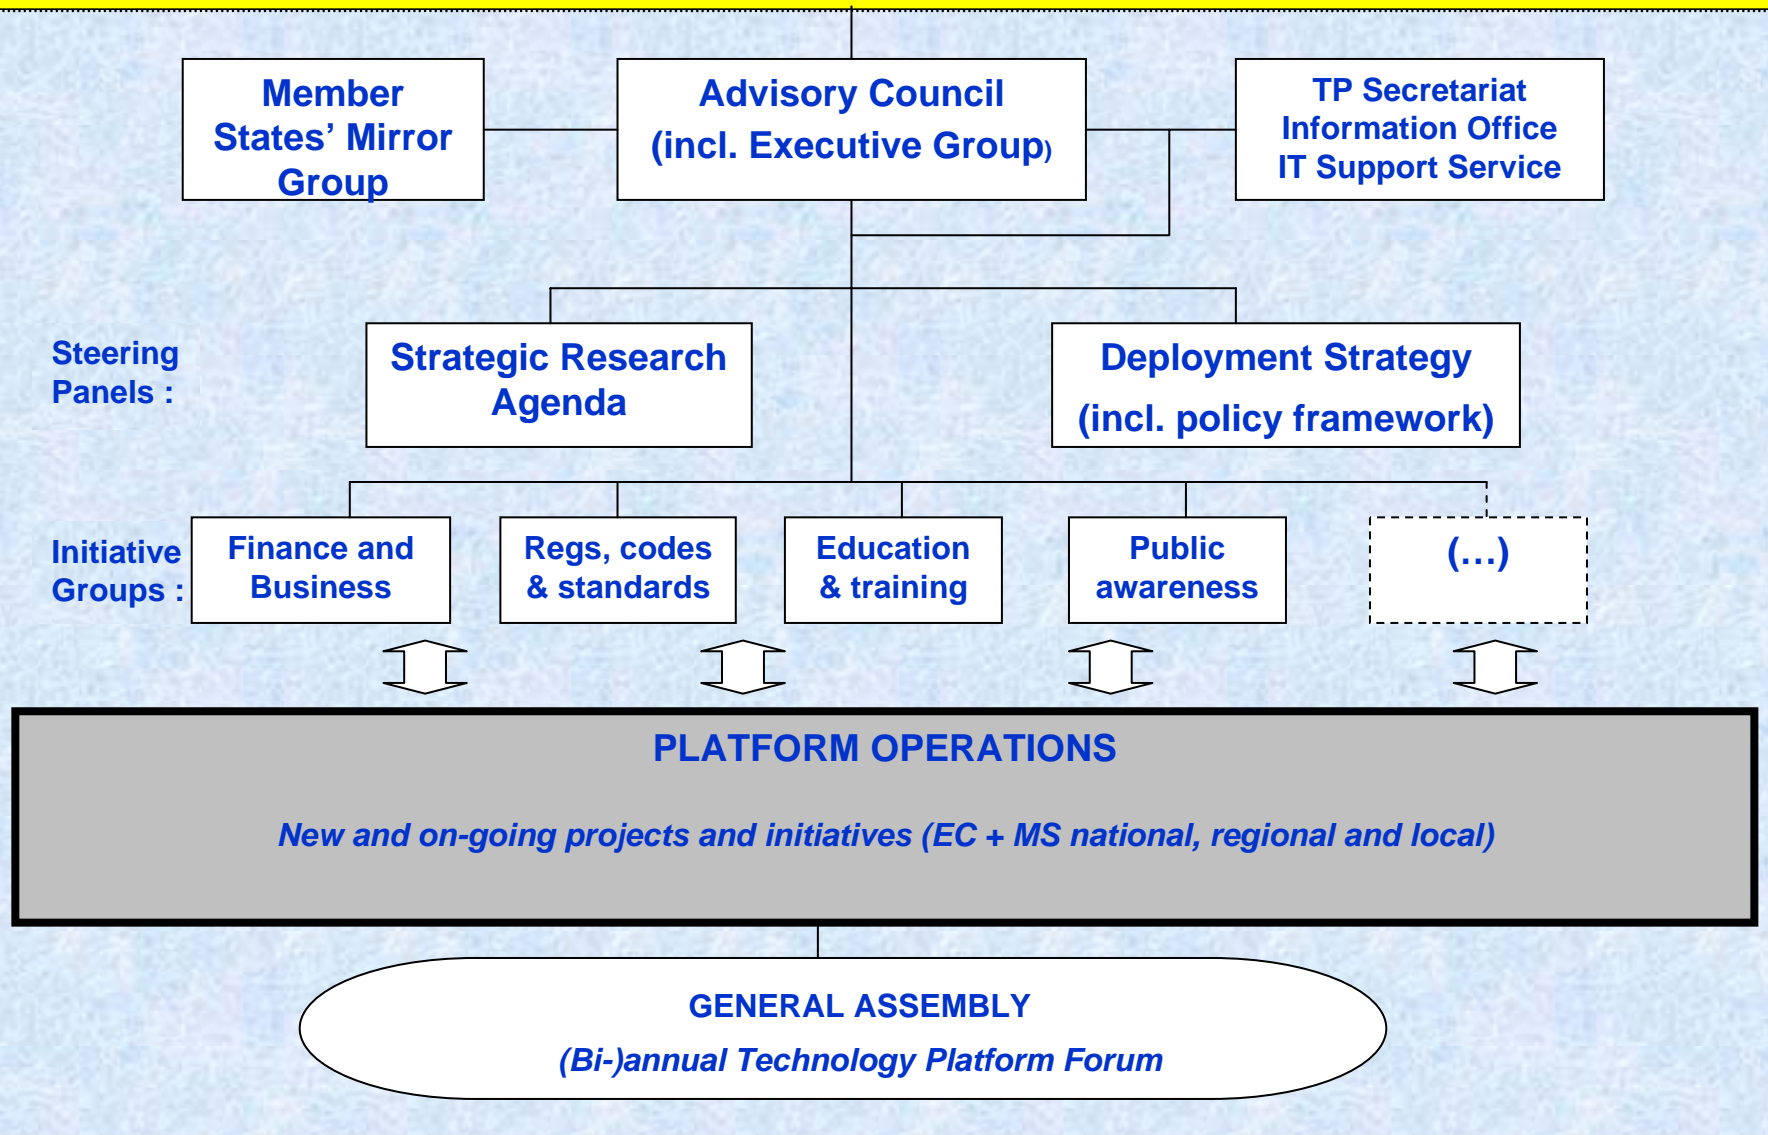 Member
States’ Mirror
Group
Advisory Council
(incl. Executive Group)
TP Secretariat
Information Office
IT Support Service
Steering
Panels :
Strategic Research
Agenda
Deployment Strategy
(incl. policy framework)
Initiative
Groups :
Finance and
Business
Regs, codes
& standards
Education
& training
Public
awareness
(…)
PLATFORM OPERATIONS
New and on-going projects and initiatives (EC + MS national, regional and local)
GENERAL ASSEMBLY
(Bi-)annual Technology Platform Forum